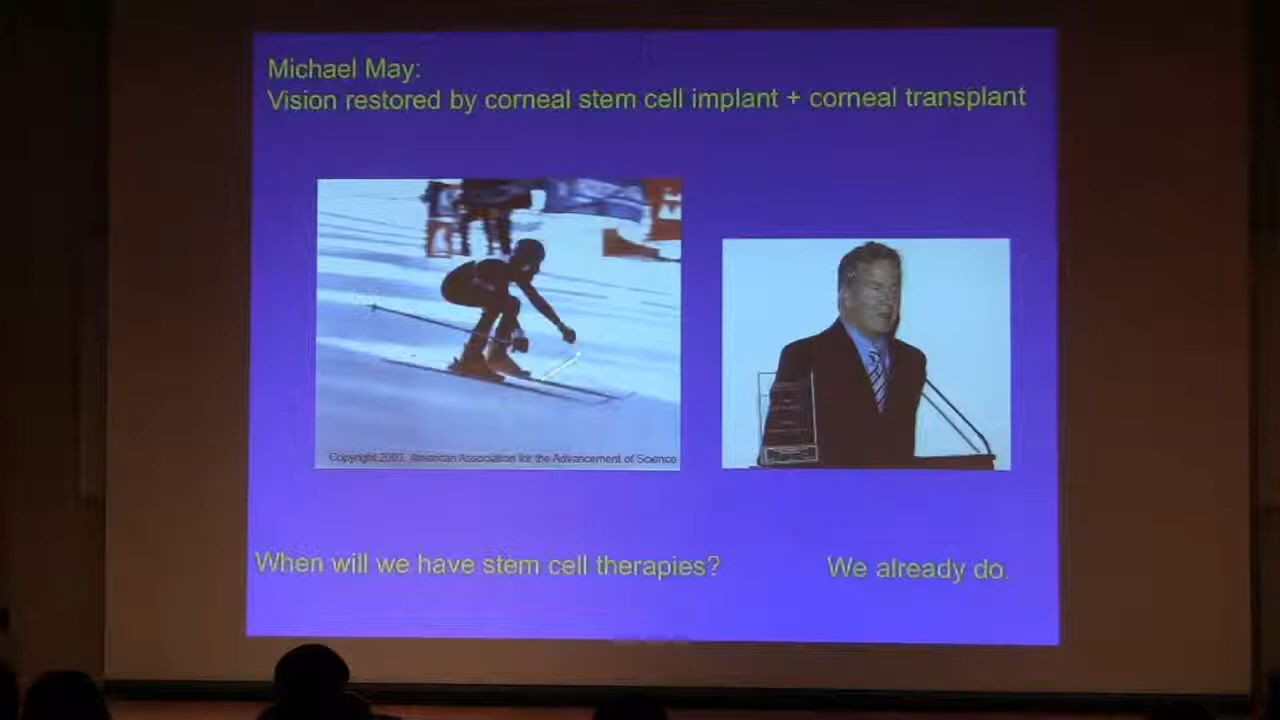 Michael May:
Vision restored by corneal stem cell implant + corneal transplant
Copyright 2003, American Association for the Advancement of Science
When will we have stem cell therapies?
We already do.